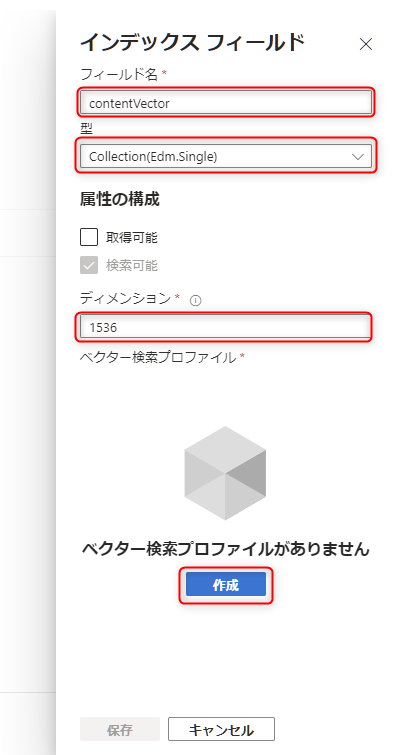 インデックス フィールド
フィールド名 *
contentVector
型
Collection(Edm.Single)
属性の構成
取得可能
検索可能
ディメンション *
1536
ベクター検索プロファイル *
ベクター検索プロファイルがありません
作成
保存 キャンセル